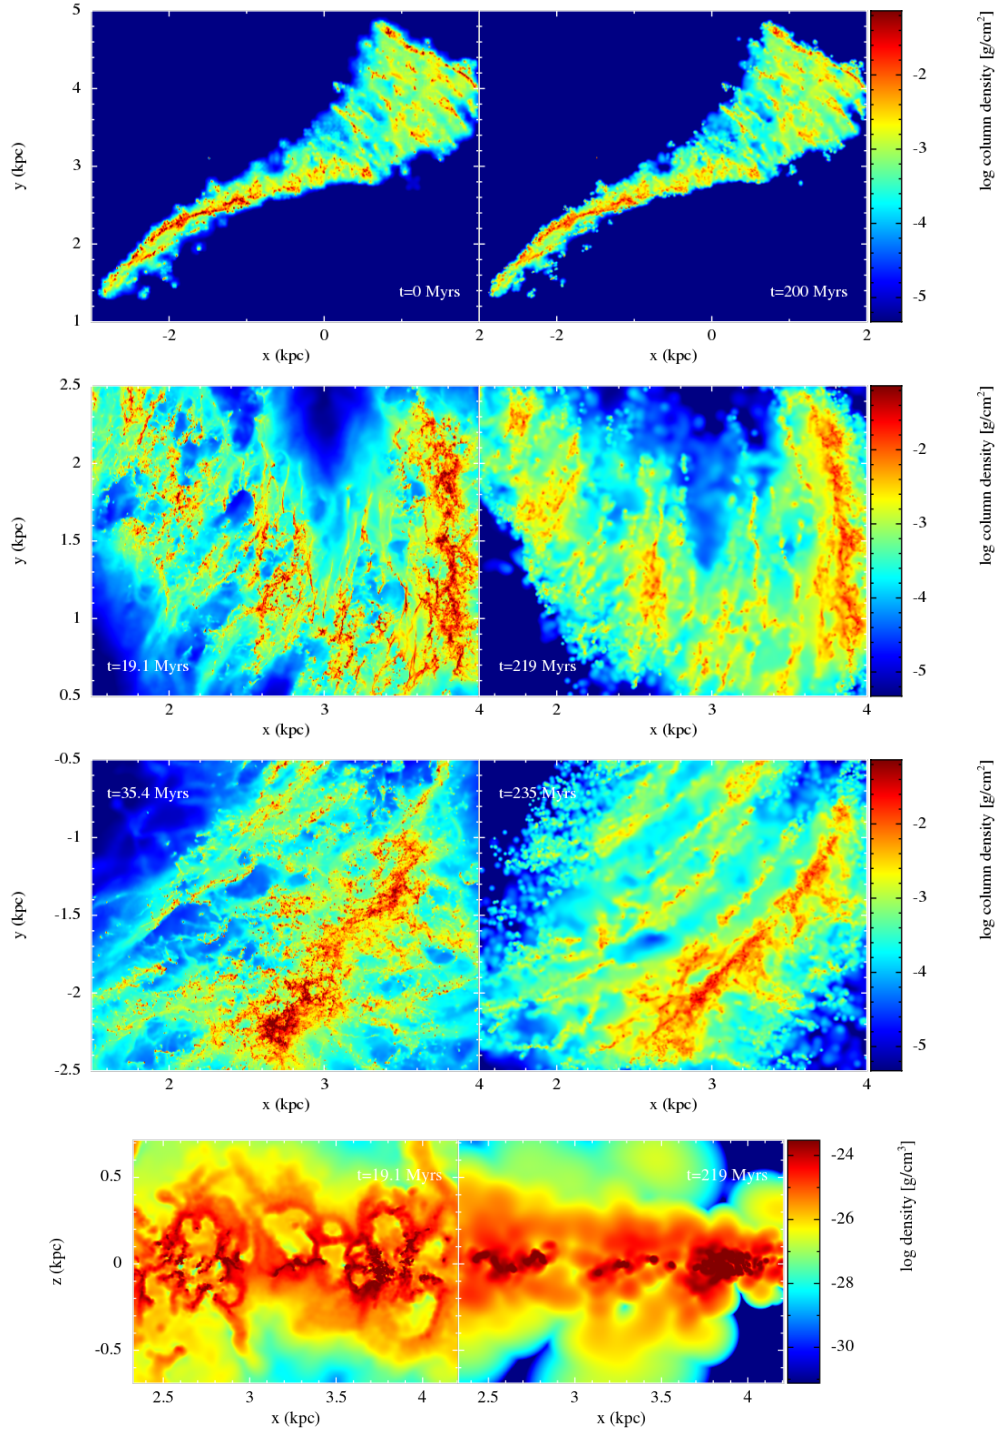 5
4
3
2
1
y (kpc)
t=0 Myrs
t=200 Myrs
-2
0
2
-2
0
2
x (kpc)
x (kpc)
-2
-3
-4
-5
log column density [g/cm²]
2.5
2
1.5
1
0.5
y (kpc)
t=19.1 Myrs
t=219 Myrs
2
3
4
2
3
4
x (kpc)
x (kpc)
-2
-3
-4
-5
log column density [g/cm²]
-0.5
-1
-1.5
-2
-2.5
y (kpc)
t=35.4 Myrs
t=235 Myrs
2
3
4
2
3
4
x (kpc)
x (kpc)
-2
-3
-4
-5
log column density [g/cm²]
0.5
0
-0.5
z (kpc)
t=19.1 Myrs
t=219 Myrs
2.5
3
3.5
4
2.5
3
3.5
4
x (kpc)
x (kpc)
-24
-26
-28
-30
log density [g/cm³]